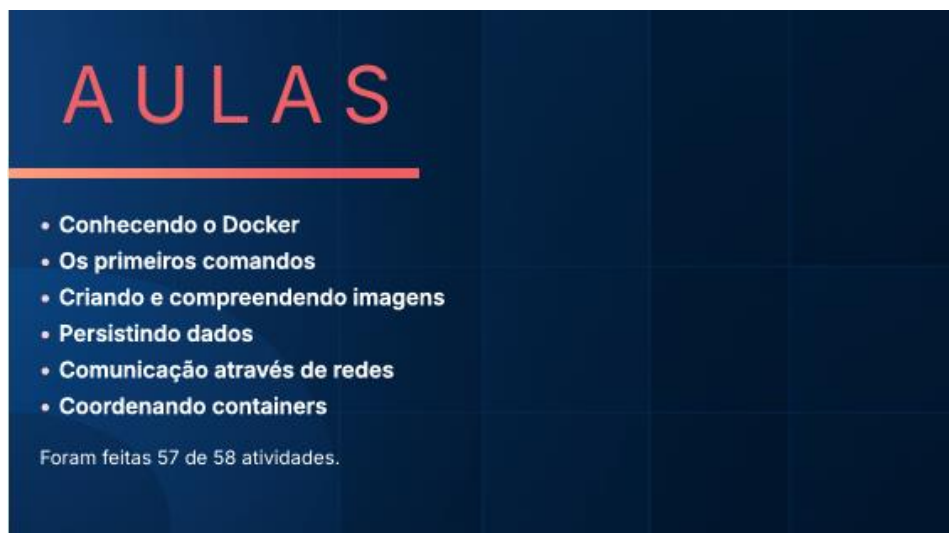 AULAS
• Conhecendo o Docker
• Os primeiros comandos
• Criando e compreendendo imagens
• Persistindo dados
• Comunicação através de redes
• Coordenando containers
Foram feitas 57 de 58 atividades.